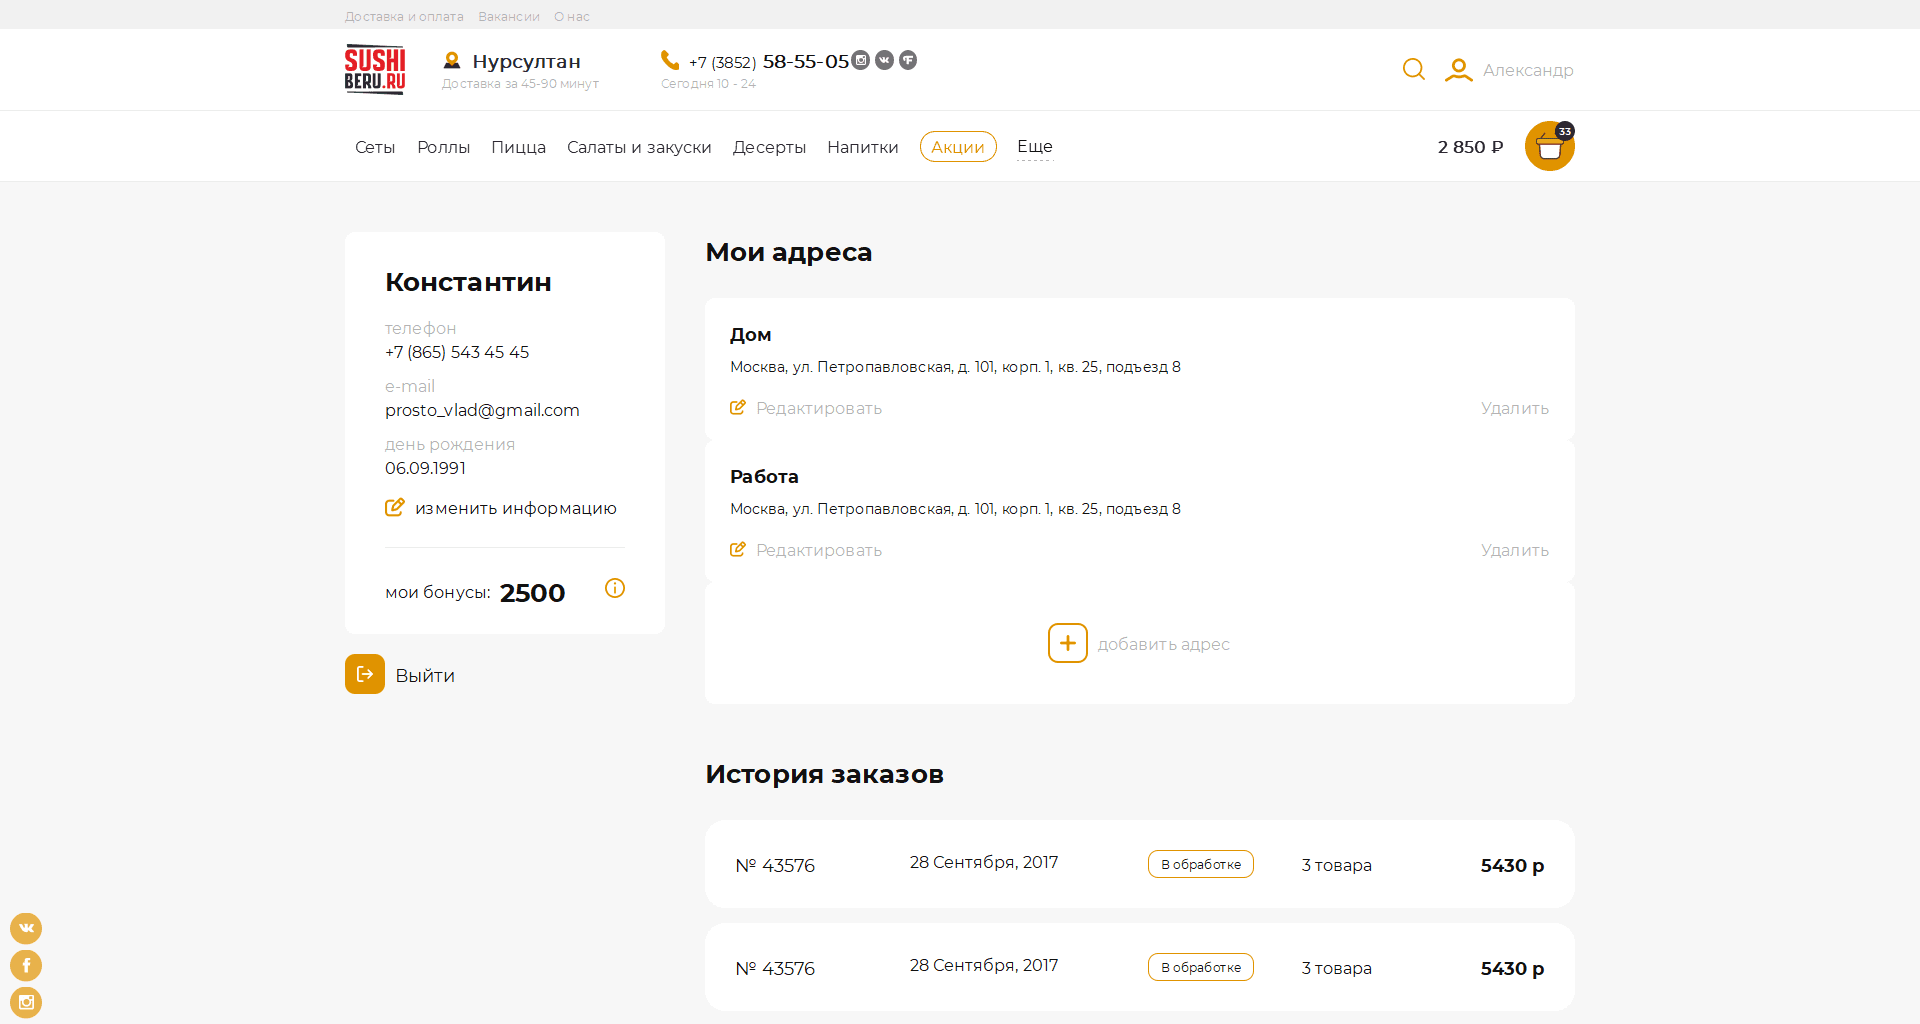 Доставка и оплата Вакансии О нас
SUSHI
BERU.RU
Нурсултан
Доставка за 45-90 минут
+7 (3852) 58-55-05
Сегодня 10 - 24
Александр
Сеты Роллы Пицца Салаты и закуски Десерты Напитки Акции Еще
2 850 ₽
33
Константин
телефон
+7 (865) 543 45 45
e-mail
prosto_vlad@gmail.com
день рождения
06.09.1991
изменить информацию
мои бонусы: 2500
Выйти
Мои адреса
Дом
Москва, ул. Петропавловская, д. 101, корп. 1, кв. 25, подъезд 8
Редактировать Удалить
Работа
Москва, ул. Петропавловская, д. 101, корп. 1, кв. 25, подъезд 8
Редактировать Удалить
добавить адрес
История заказов
№ 43576 28 Сентября, 2017 В обработке 3 товара 5430 р
№ 43576 28 Сентября, 2017 В обработке 3 товара 5430 р